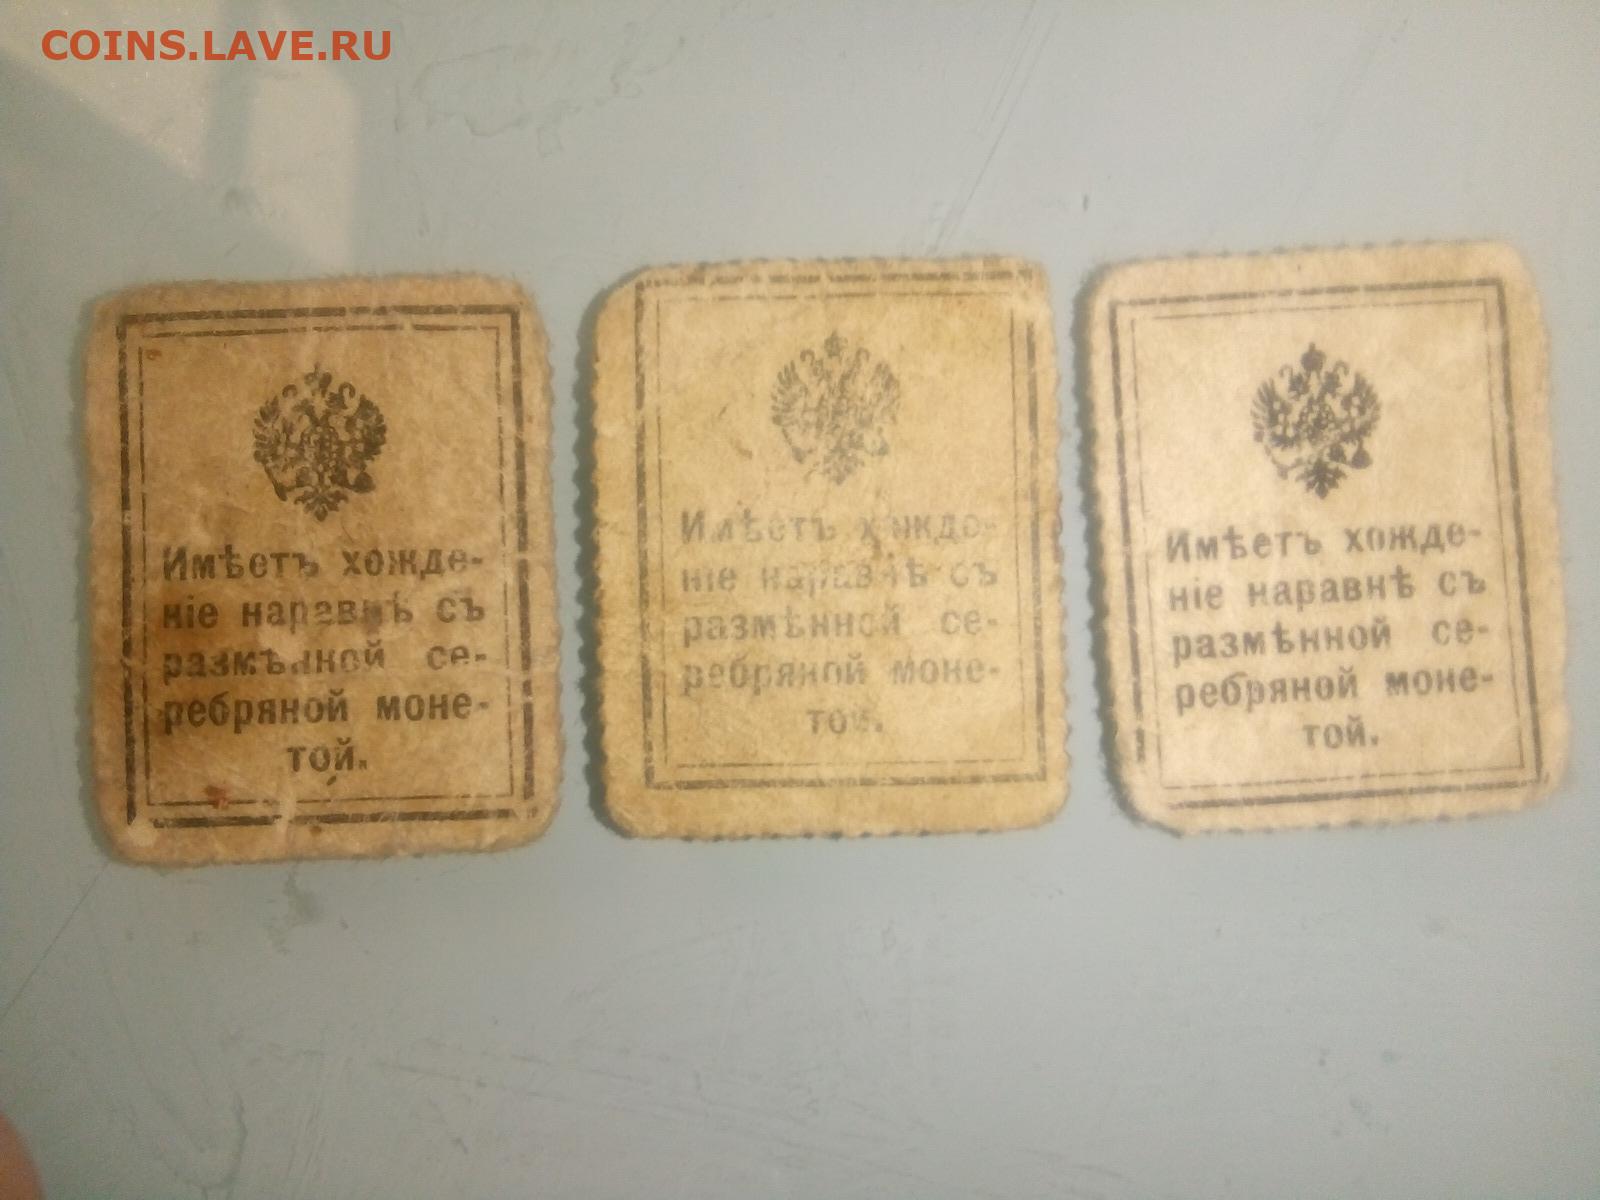 COINS.LAVE.RU
Имѣетъ хожде-
ніе наравнѣ съ
размѣнной се-
ребряной моне-
той.
Имѣетъ хожде-
ніе наравнѣ съ
размѣнной се-
ребряной моне-
той.
Имѣетъ хожде-
ніе наравнѣ съ
размѣнной се-
ребряной моне-
той.